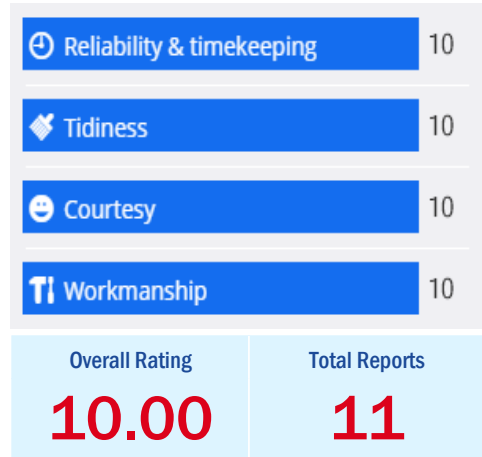 Reliability & timekeeping 10
Tidiness 10
Courtesy 10
Workmanship 10
Overall Rating Total Reports
10.00 11